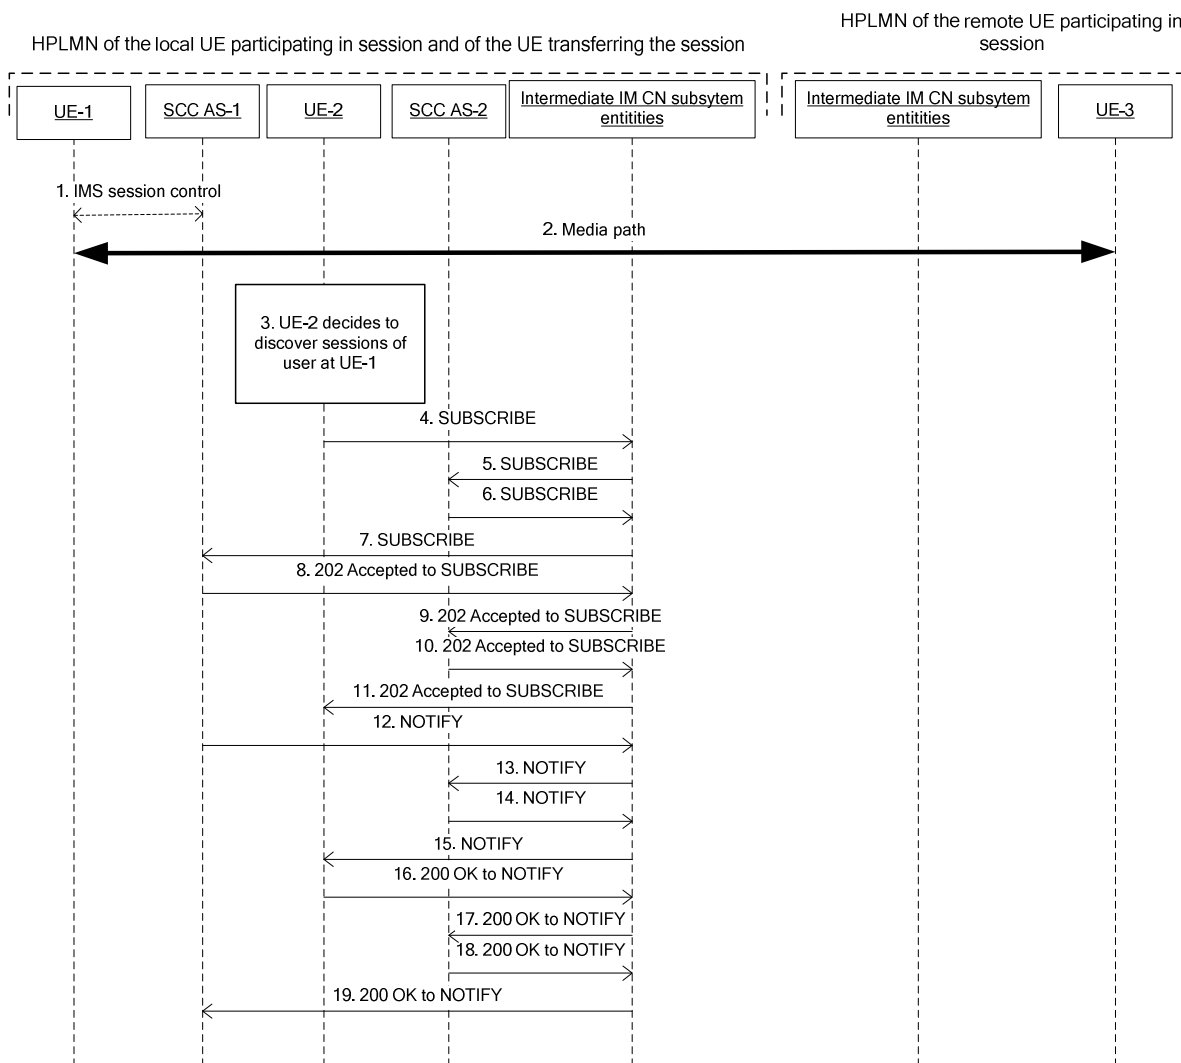 HPLMN of the remote UE participating in
session
HPLMN of the local UE participating in session and of the UE transferring the session
UE-1
SCC AS-1
UE-2
SCC AS-2
Intermediate IM CN subsytem
entitities
Intermediate IM CN subsytem
entitities
UE-3
1. IMS session control
2. Media path
3. UE-2 decides to
discover sessions of
user at UE-1
4. SUBSCRIBE
5. SUBSCRIBE
6. SUBSCRIBE
7. SUBSCRIBE
8. 202 Accepted to SUBSCRIBE
9. 202 Accepted to SUBSCRIBE
10. 202 Accepted to SUBSCRIBE
11. 202 Accepted to SUBSCRIBE
12. NOTIFY
13. NOTIFY
14. NOTIFY
15. NOTIFY
16. 200 OK to NOTIFY
17. 200 OK to NOTIFY
18. 200 OK to NOTIFY
19. 200 OK to NOTIFY